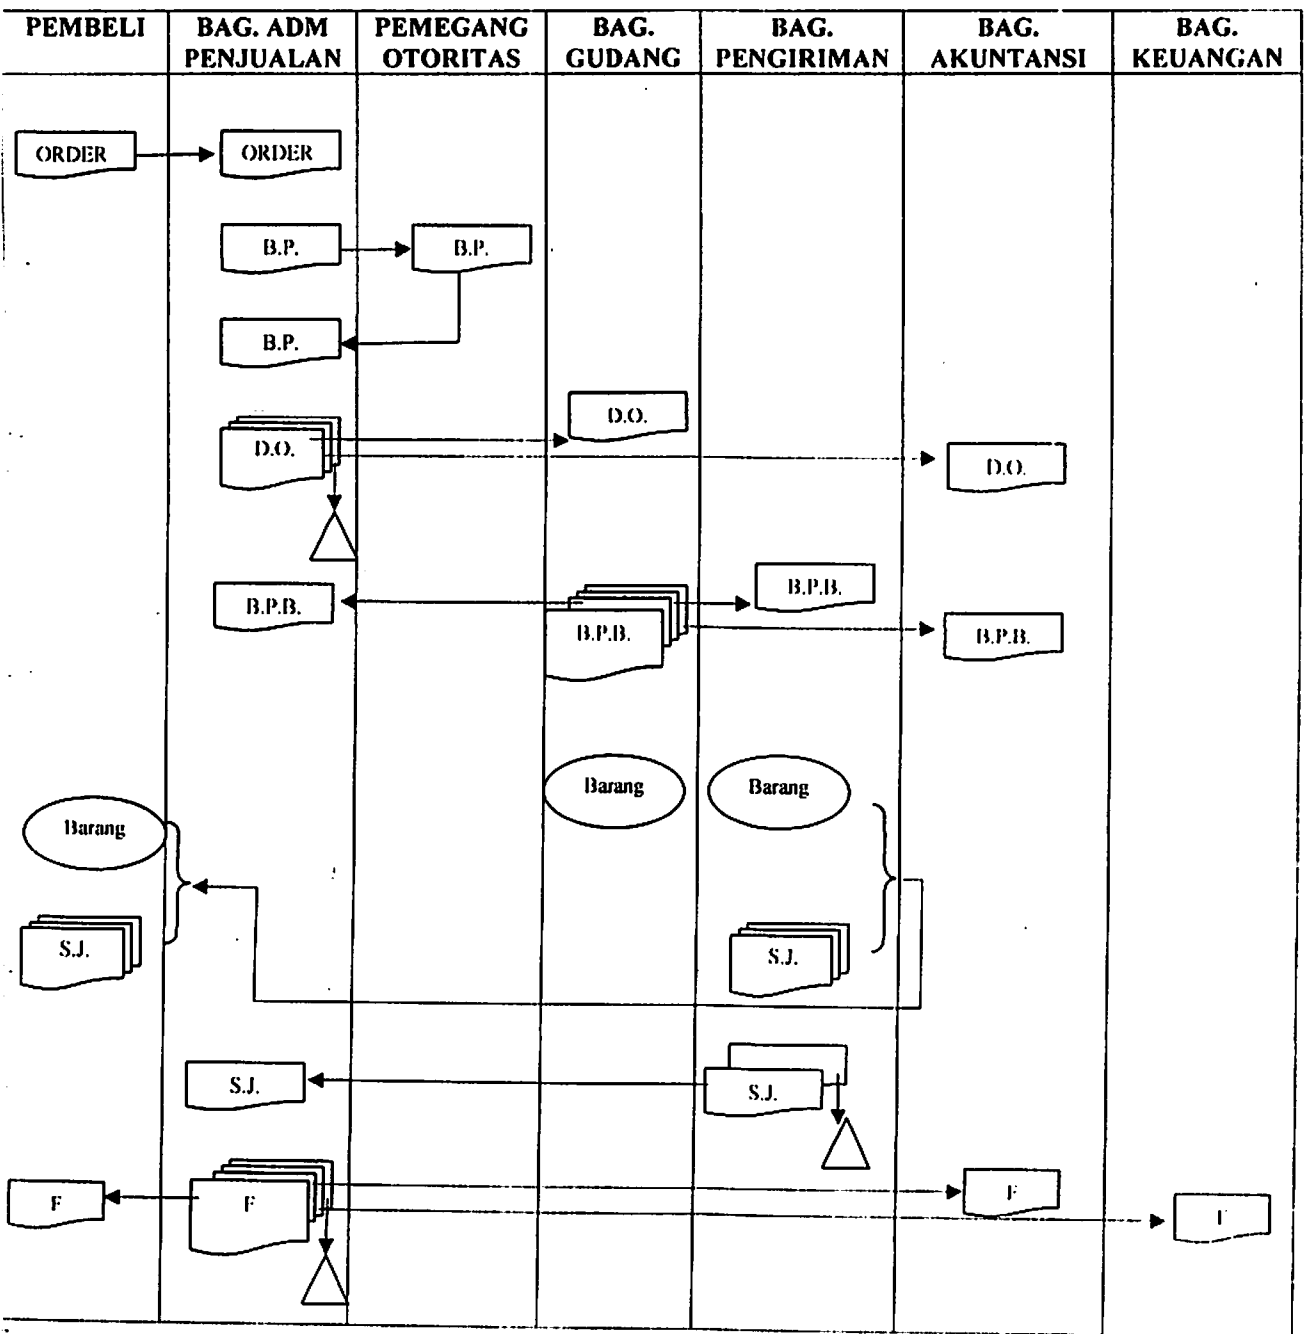 PEMBELI
BAG. ADM
PENJUALAN
PEMEGANG
OTORITAS
BAG.
GUDANG
BAG.
PENGIRIMAN
BAG.
AKUNTANSI
BAG.
KEUANGAN
ORDER
ORDER
B.P.
B.P.
B.P.
D.O.
D.O.
D.O.
B.P.B.
B.P.B.
B.P.B.
B.P.B.
Barang
Barang
Barang
S.J.
S.J.
S.J.
S.J.
F
F
F
F